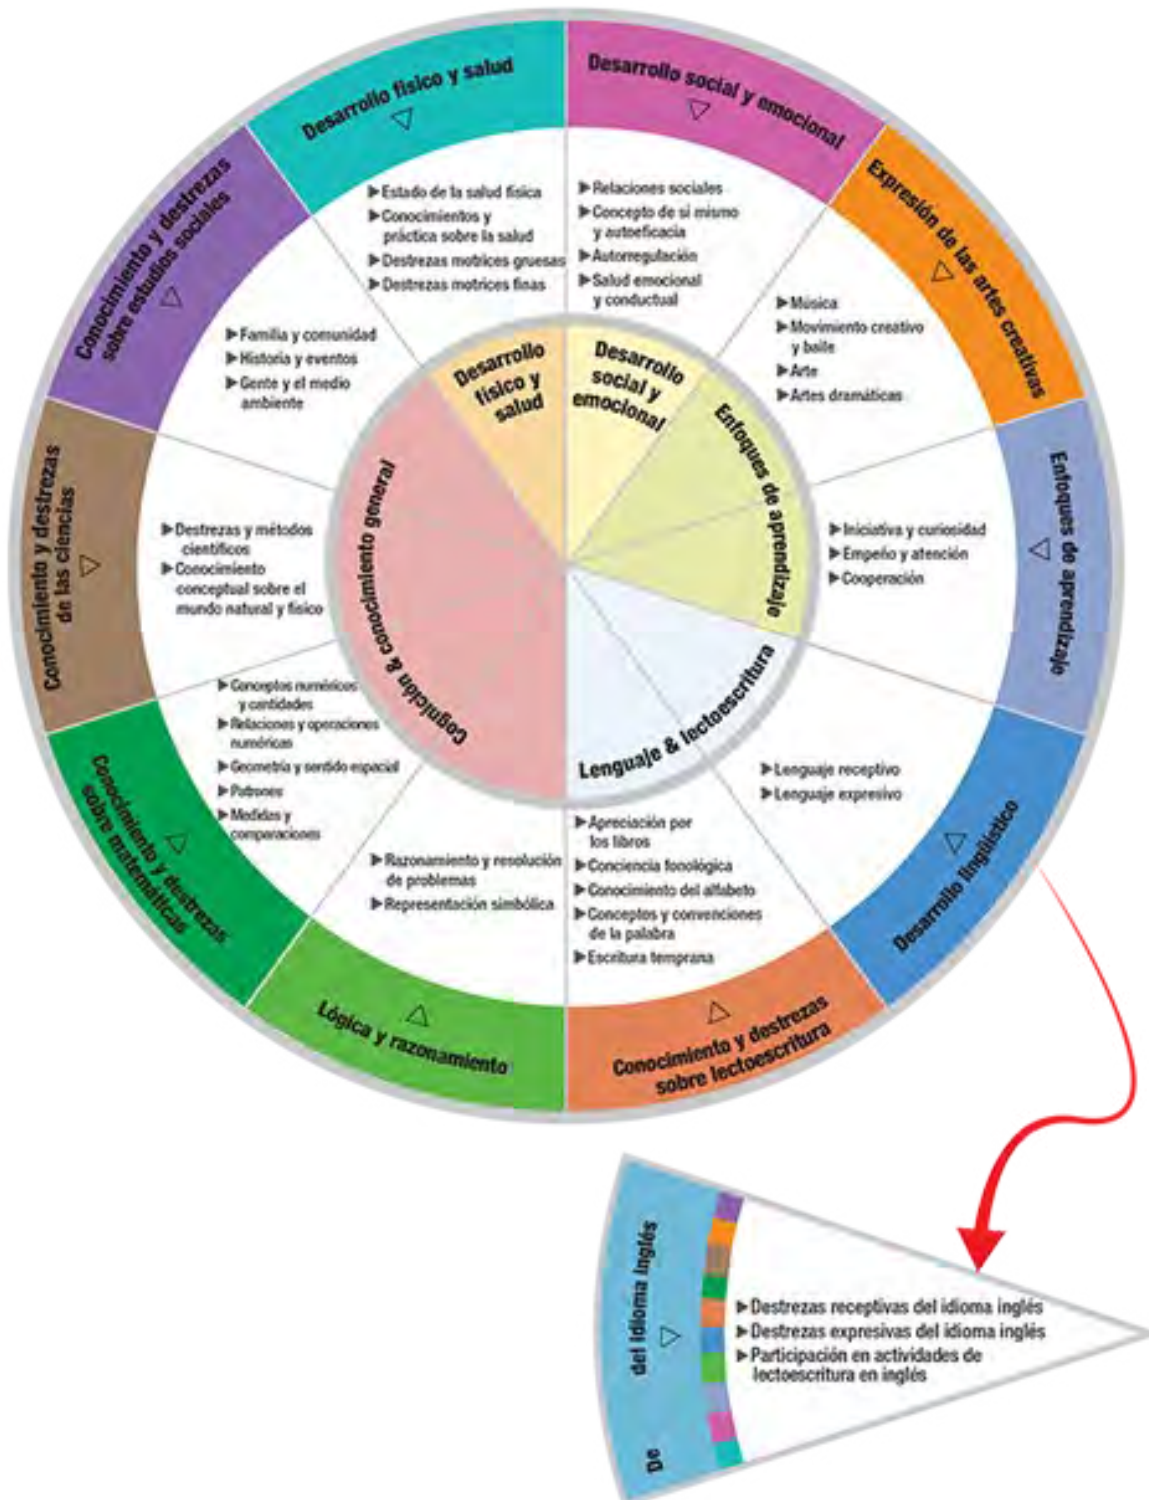 Desarrollo físico y salud
▶Estado de la salud física
▶Conocimientos y
práctica sobre la salud
▶Destrezas motrices gruesas
▶Destrezas motrices finas
Desarrollo social y emocional
▶Relaciones sociales
▶Concepto de sí mismo
y autoeficacia
▶Autorregulación
▶Salud emocional
y conductual
Expresión de las artes creativas
▶Música
▶Movimiento creativo
y baile
▶Arte
▶Artes dramáticas
Enfoques de aprendizaje
▶Iniciativa y curiosidad
▶Empeño y atención
▶Cooperación
Desarrollo lingüístico
▶Lenguaje receptivo
▶Lenguaje expresivo
Conocimiento y destrezas
sobre lectoescritura
▶Apreciación por
los libros
▶Conciencia fonológica
▶Conocimiento del alfabeto
▶Conceptos y convenciones
de la palabra
▶Escritura temprana
Lógica y razonamiento
▶Razonamiento y resolución
de problemas
▶Representación simbólica
Conocimiento y destrezas
sobre matemáticas
▶Conceptos numéricos
y cantidades
▶Relaciones y operaciones
numéricas
▶Geometría y sentido espacial
▶Patrones
▶Medidas y
comparaciones
Conocimiento y destrezas
de las ciencias
▶Destrezas y métodos
científicos
▶Conocimiento
conceptual sobre el
mundo natural y físico
Conocimiento y destrezas
sobre estudios sociales
▶Familia y comunidad
▶Historia y eventos
▶Gente y el medio
ambiente
Desarrollo
físico y
salud
Desarrollo
social y
emocional
Enfoques de aprendizaje
Lenguaje & lectoescritura
Cognición & conocimiento general
De
del idioma inglés
▶Destrezas receptivas del idioma inglés
▶Destrezas expresivas del idioma inglés
▶Participación en actividades de
lectoescritura en inglés